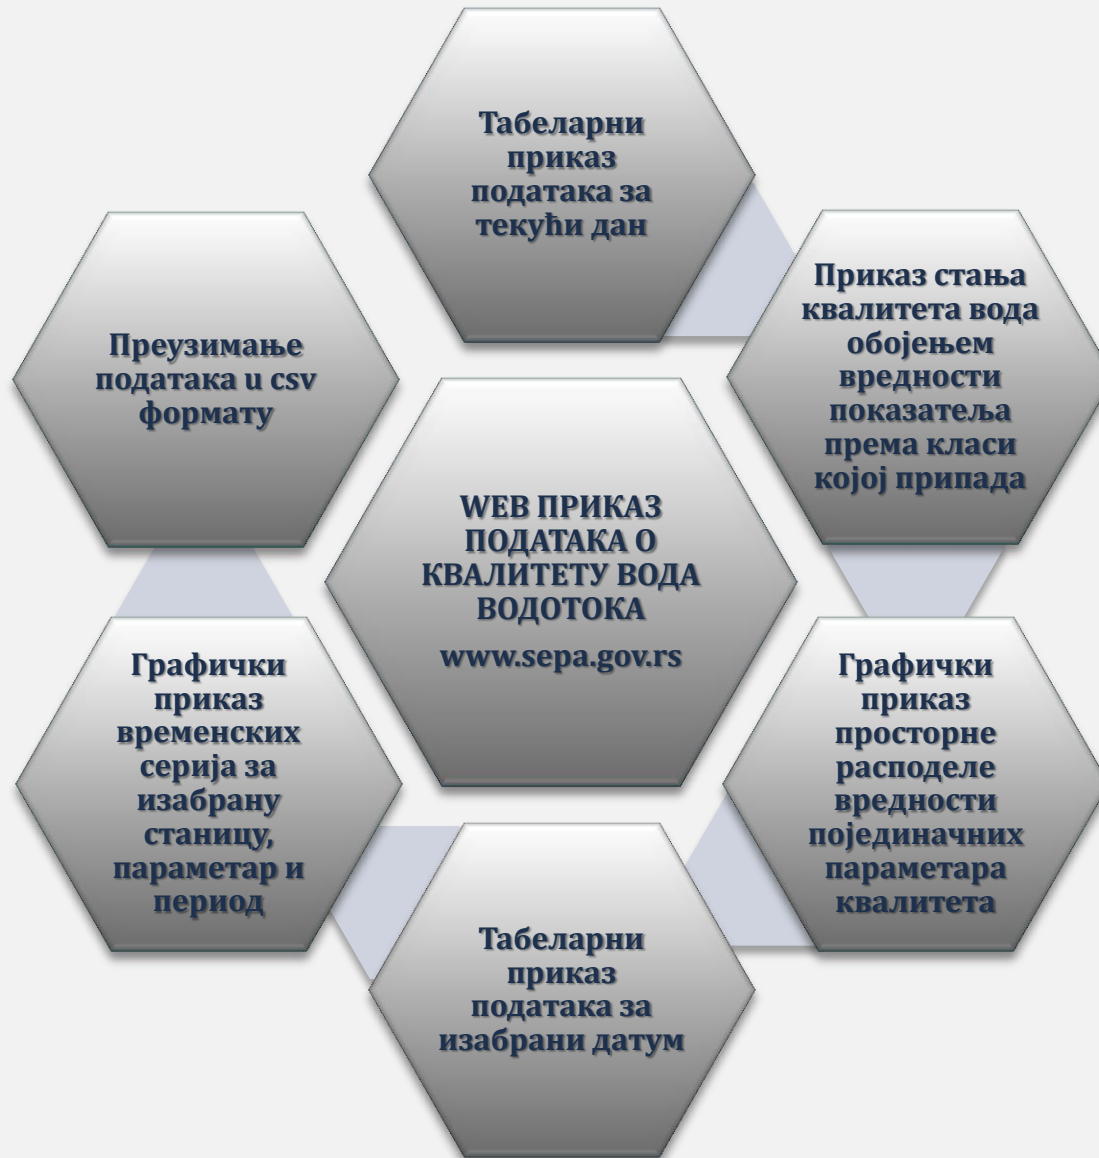 Табеларни
приказ
података за
текући дан
Приказ стања
квалитета вода
обојењем
вредности
показатеља
према класи
којој припада
Графички
приказ
просторне
расподеле
вредности
појединачних
параметара
квалитета
Табеларни
приказ
података за
изабрани датум
Графички
приказ
временских
серија за
изабрану
станицу,
параметар и
период
Преузимање
података u csv
формату
WEB ПРИКАЗ
ПОДАТАКА О
КВАЛИТЕТУ ВОДА
ВОДОТОКА
www.sepa.gov.rs